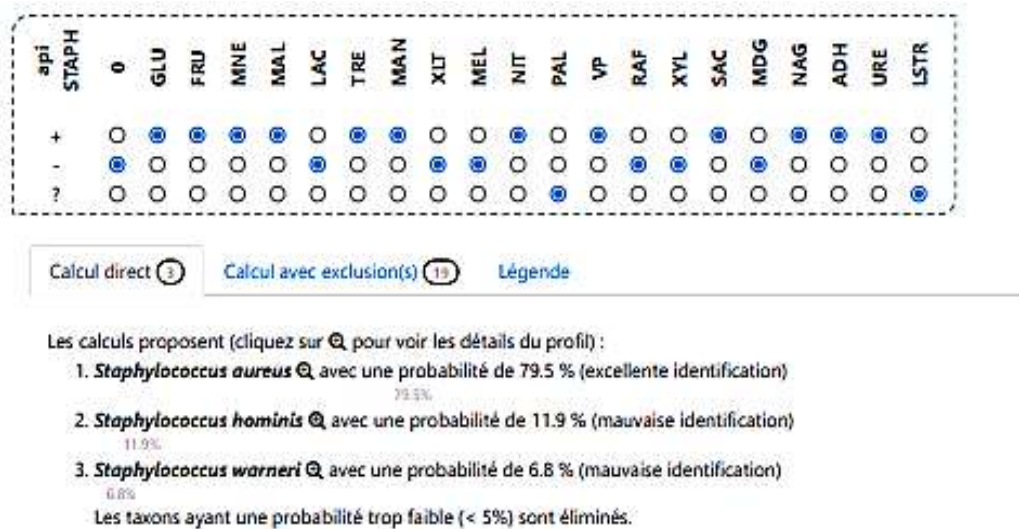 api STAPH 0 GLU FRU MNE MAL LAC TRE MAN XLT MEL NIT PAL VP RAF XYL SAC MDG NAG ADH URE LSTR
+
-
?
Calcul direct 3 Calcul avec exclusion(s) 19 Légende
Les calculs proposent (cliquez sur pour voir les détails du profil) :
1. Staphylococcus aureus avec une probabilité de 79.5 % (excellente identification)
79.5%
2. Staphylococcus hominis avec une probabilité de 11.9 % (mauvaise identification)
11.9%
3. Staphylococcus warneri avec une probabilité de 6.8 % (mauvaise identification)
6.8%
Les taxons ayant une probabilité trop faible (< 5%) sont éliminés.